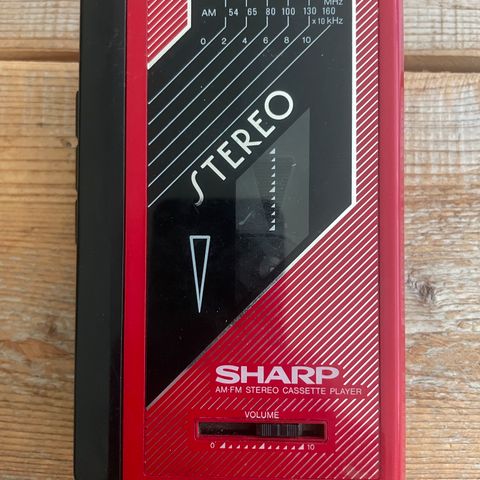 MHz
AM 54 65 80 100 130 160
x 10 kHz
0 2 4 6 8 10
STEREO
SHARP
AM-FM STEREO CASSETTE PLAYER
VOLUME
0 10